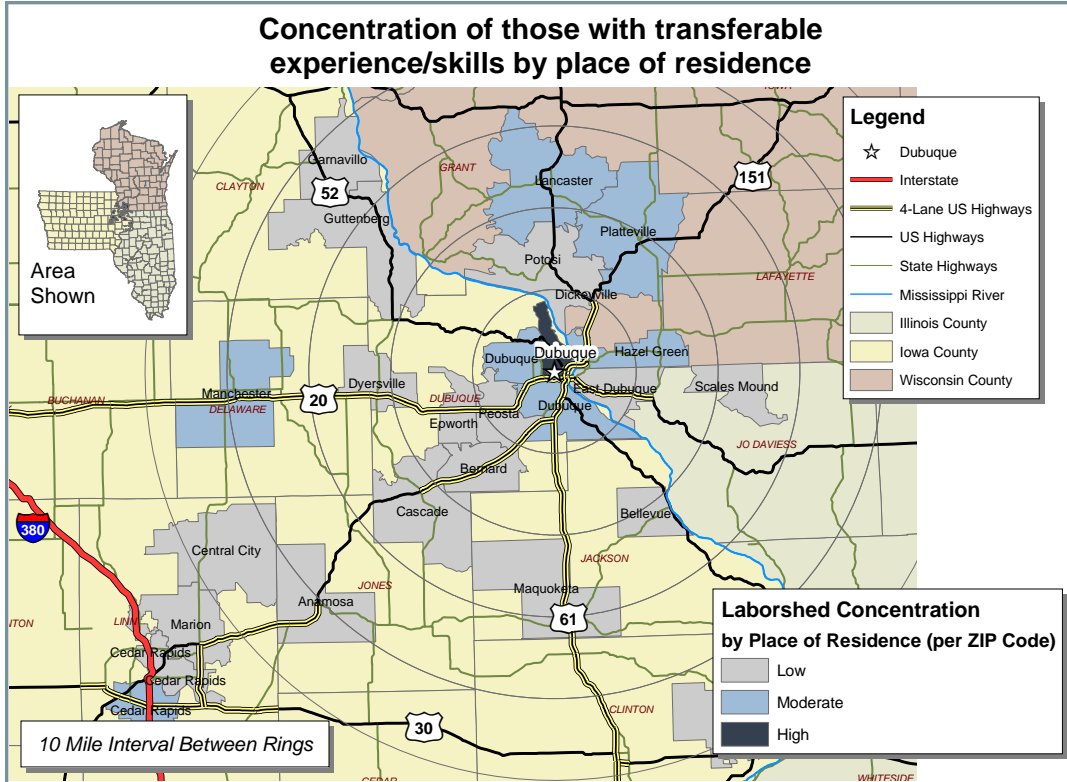 Concentration of those with transferable
experience/skills by place of residence
Area
Shown
Legend
Dubuque
Interstate
4-Lane US Highways
US Highways
State Highways
Mississippi River
Illinois County
Iowa County
Wisconsin County
IOWA
Garnavillo
CLAYTON
GRANT
52
Lancaster
151
Guttenberg
Platteville
Potosi
LAFAYETTE
Dickeyville
Dubuque
Dubuque
Hazel Green
Manchester
Dyersville
East Dubuque
Scales Mound
BUCHANAN
20
DELAWARE
DUBUQUE
Peosta
Dubuque
Epworth
JO DAVIESS
Bernard
Cascade
Bellevue
380
Central City
JACKSON
JONES
Maquoketa
Anamosa
61
LINN
Marion
NTON
Cedar Rapids
Cedar Rapids
Cedar Rapids
30
CLINTON
CEDAR
WHITESIDE
Laborshed Concentration
by Place of Residence (per ZIP Code)
Low
Moderate
High
10 Mile Interval Between Rings